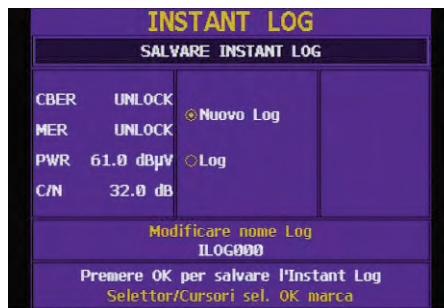 INSTANT LOG
SALVARE INSTANT LOG
CBER UNLOCK
MER UNLOCK
PWR 61.0 dBµV
C/N 32.0 dB
Nuovo Log
Log
Modificare nome Log
ILOG000
Premere OK per salvare l'Instant Log
Selettor/Cursori sel. OK marca